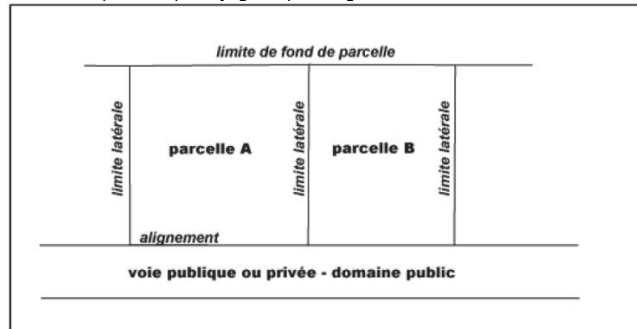 limite de fond de parcelle
limite latérale
parcelle A
limite latérale
parcelle B
limite latérale
alignement
voie publique ou privée - domaine public